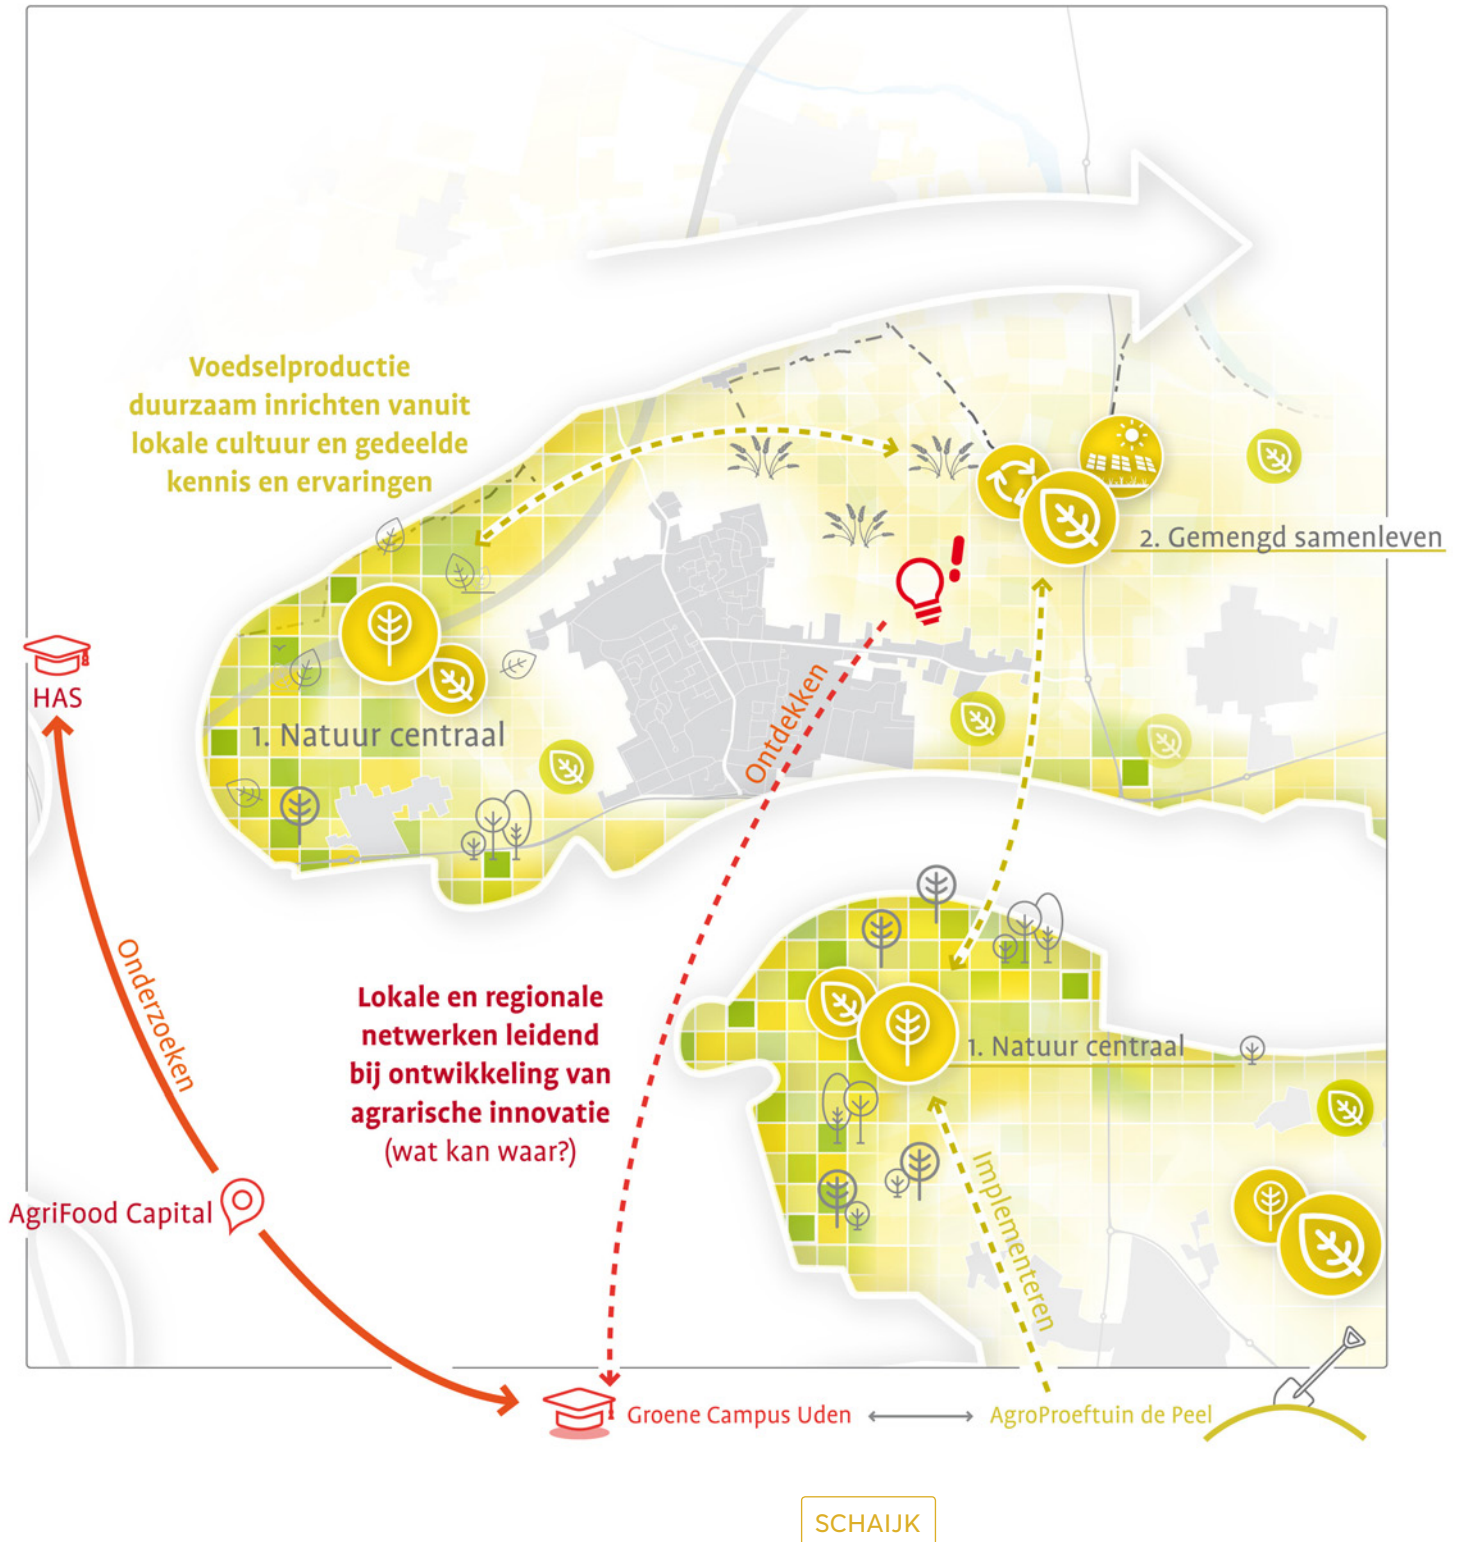 Voedselproductie
duurzaam inrichten vanuit
lokale cultuur en gedeelde
kennis en ervaringen
2. Gemengd samenleven
HAS
Ontdekken
1. Natuur centraal
Onderzoeken
Lokale en regionale
netwerken leidend
bij ontwikkeling van
agrarische innovatie
(wat kan waar?)
1. Natuur centraal
Implementeren
AgriFood Capital
Groene Campus Uden
AgroProeftuin de Peel
SCHAIJK